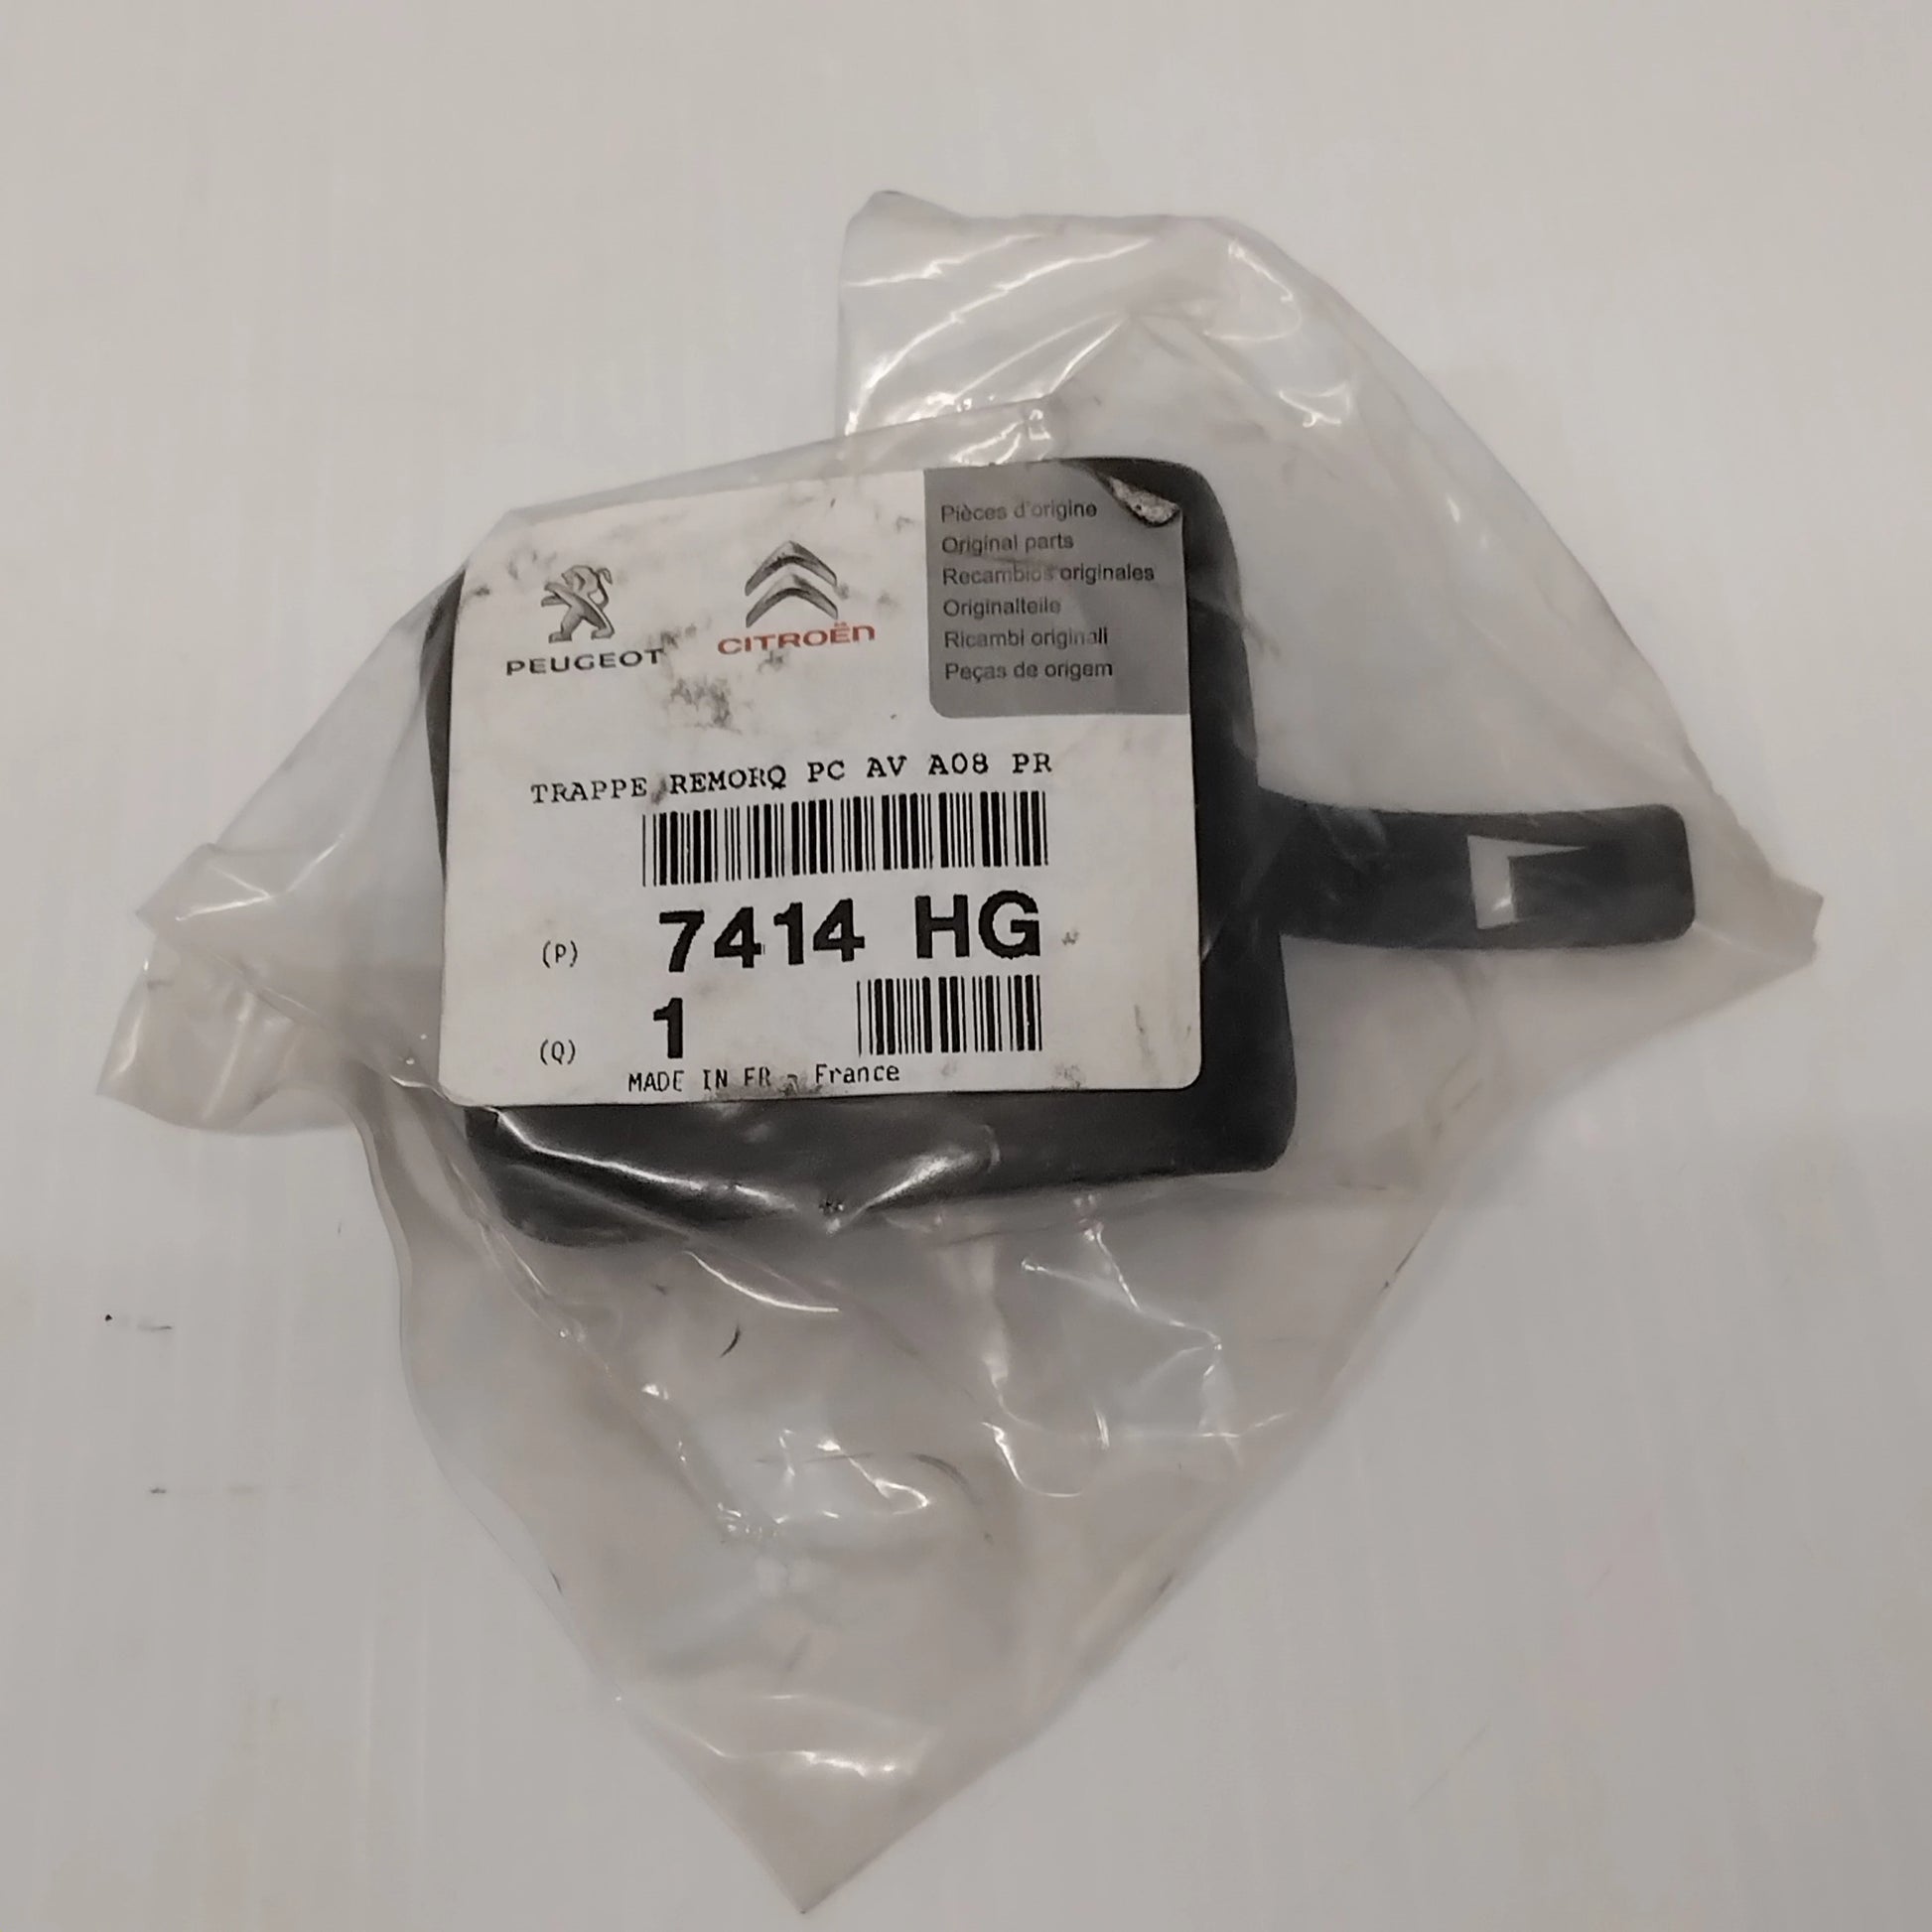 PEUGEOT
CITROËN
Pièces d'origine
Original parts
Recambios originales
Originalteile
Ricambi originali
Peças de origem
TRAPPE REMORQ PC AV A08 PR
(P) 7414 HG
(Q) 1
MADE IN FR - France